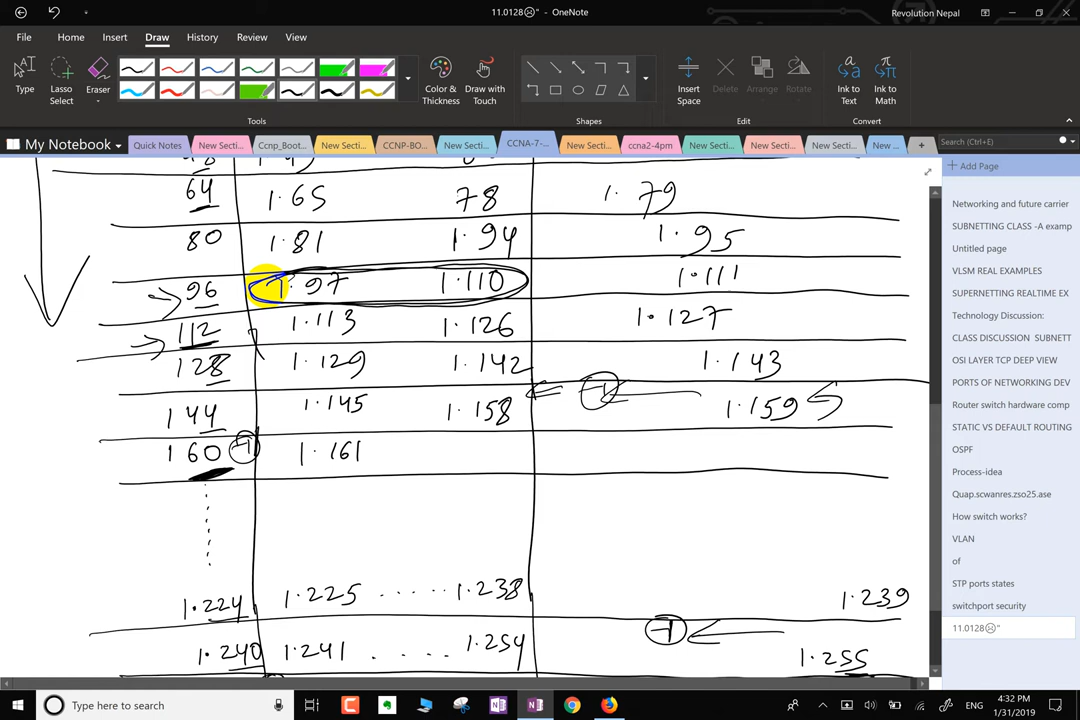 11.0128☹" - OneNote
Revolution Nepal
File Home Insert Draw History Review View
Type
Lasso Select
Eraser
Color & Thickness
Draw with Touch
Insert Space
Delete
Arrange
Rotate
Ink to Text
Ink to Math
Tools
Shapes
Edit
Convert
My Notebook
Quick Notes
New Secti...
Ccnp_Boot...
New Secti...
CCNP-BO...
New Secti...
CCNA-7-...
New Secti...
ccna2-4pm
New Secti...
New Secti...
New ...
Search (Ctrl+E)
Add Page
Networking and future carrier
SUBNETTING CLASS -A examp
Untitled page
VLSM REAL EXAMPLES
SUPERNETTING REALTIME EX
Technology Discussion:
CLASS DISCUSSION SUBNETT
OSI LAYER TCP DEEP VIEW
PORTS OF NETWORKING DEV
Router switch hardware comp
STATIC VS DEFAULT ROUTING
OSPF
Process-idea
Quap.scwanres.zso25.ase
How switch works?
VLAN
of
STP ports states
switchport security
11.0128☹"
64 1.65 78 1.79
80 1.81 1.94 1.95
96 1.97 1.110 1.111
112 1.113 1.126 1.127
128 1.129 1.142 1.143
144 1.145 1.158 -1 1.159
160 +1 1.161
1.224 1.225 ...... 1.238 1.239
-1
1.240 1.241 .... 1.254 1.255
Type here to search
ENG
4:32 PM
1/31/2019